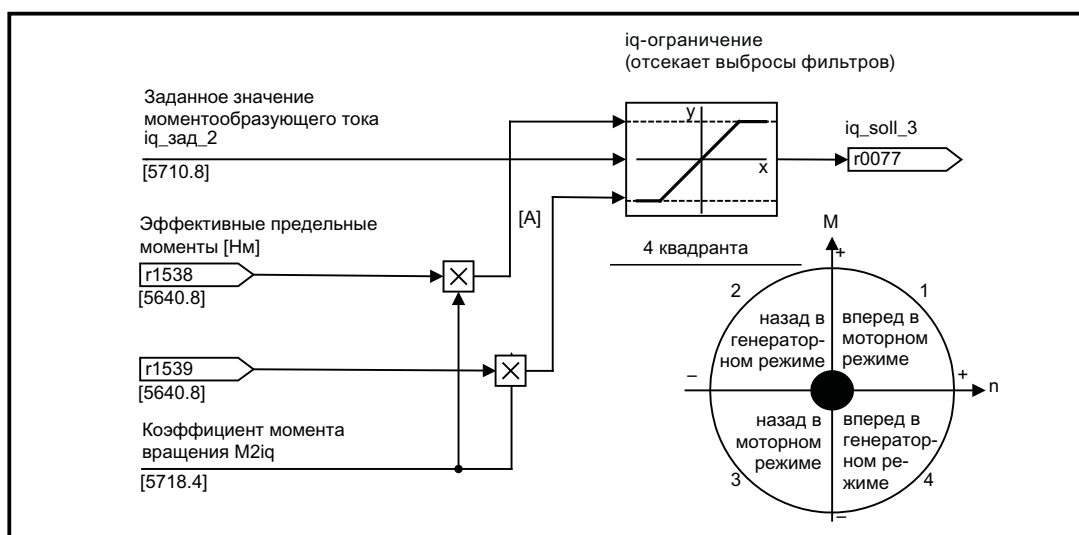 iq-ограничение
(отсекает выбросы фильтров)
Заданное значение
моментообразующего тока
iq_зад_2
[5710.8]
y
x
iq_soll_3
r0077
Эффективные предельные
моменты [Нм]
r1538
[5640.8]
[A]
r1539
[5640.8]
Коэффициент момента
вращения M2iq
[5718.4]
4 квадранта
M
+
2
1
назад в
генератор-
ном режиме
вперед в
моторном
режиме
–
+
n
назад в
моторном
режиме
вперед в
генератор-
ном ре-
жиме
3
4
–